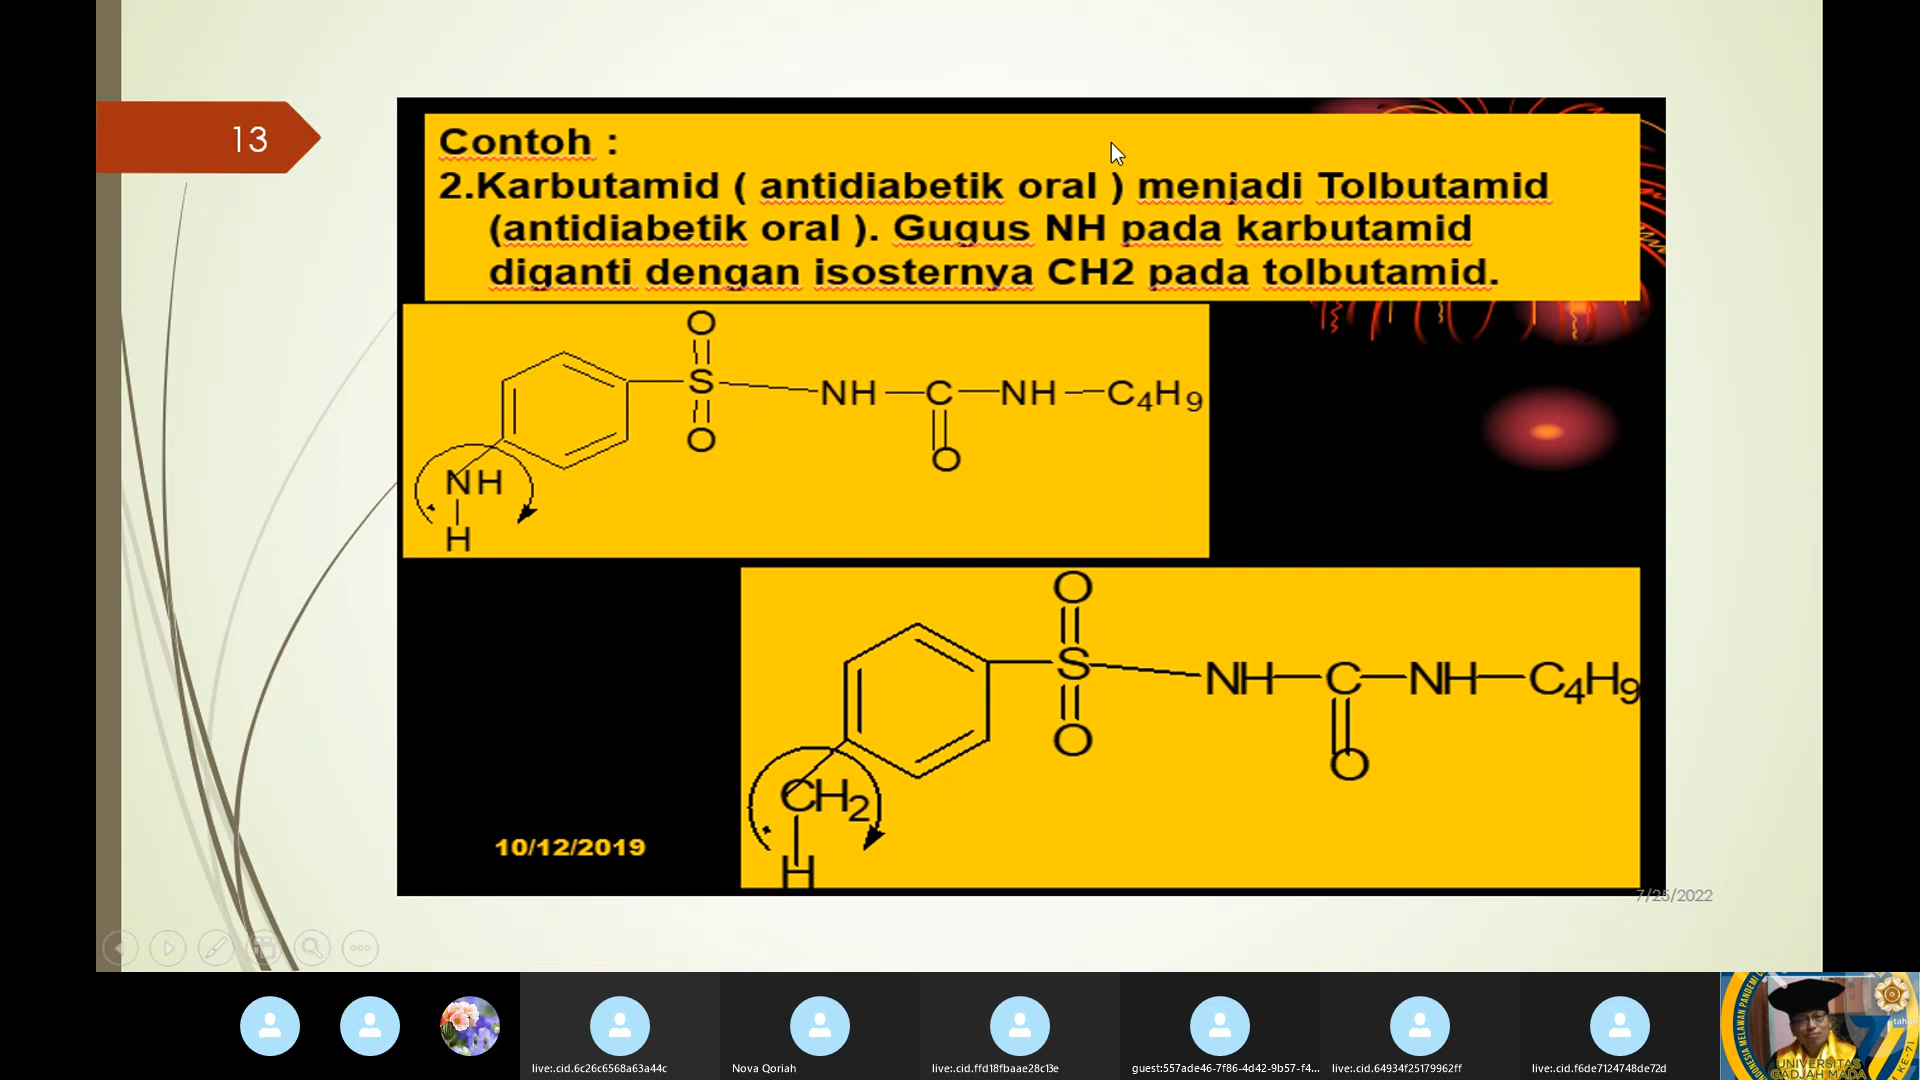 13
Contoh :
2.Karbutamid ( antidiabetik oral ) menjadi Tolbutamid
(antidiabetik oral ). Gugus NH pada karbutamid
diganti dengan isosternya CH2 pada tolbutamid.
O
S NH C NH C4H9
O O
NH
H
O
S NH C NH C4H9
O O
CH2
H
10/12/2019
7/25/2022
live:.cid.6c26c6568a63a44c
Nova Qoriah
live:.cid.ffd18fbaae28c13e
guest:557ade46-7f86-4d42-9b57-f4...
live:.cid.64934f25179962ff
live:.cid.f6de7124748de72d
UNIVERSITAS
GADJAH MADA